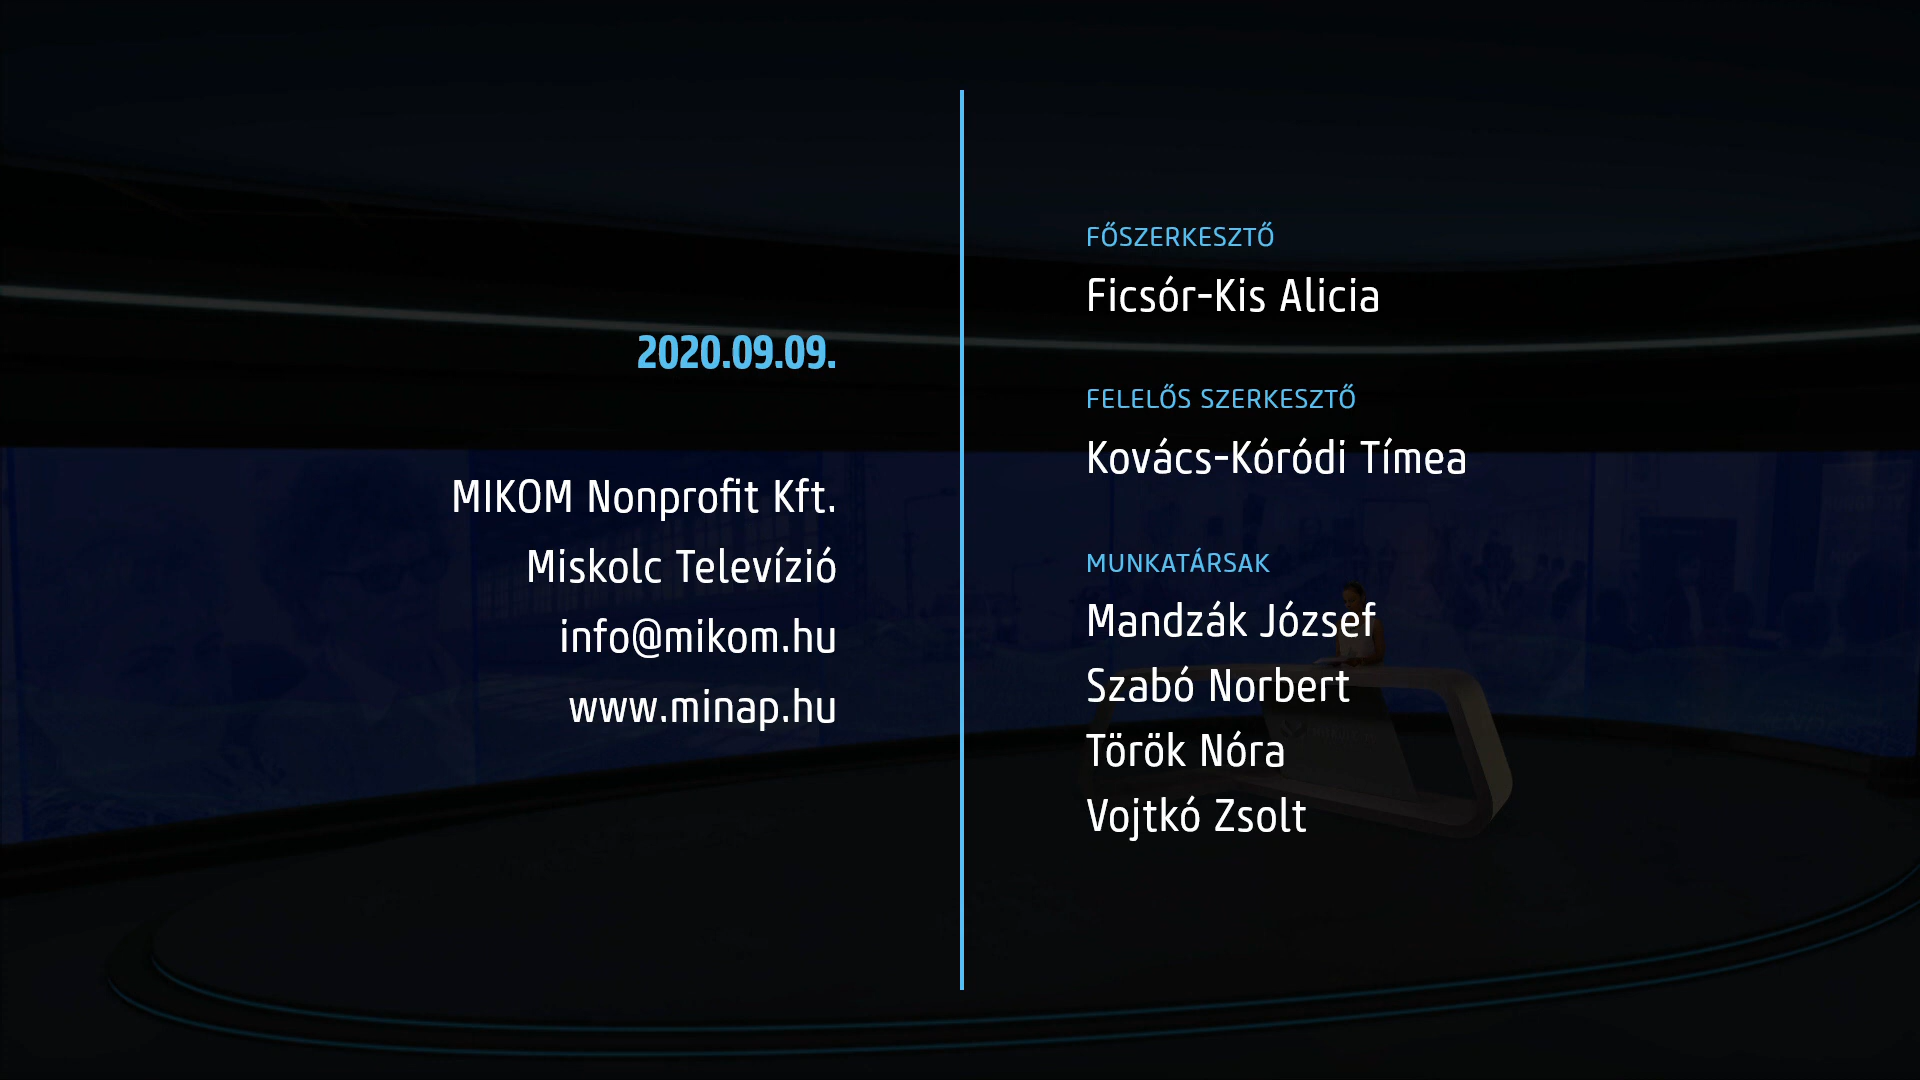 2020.09.09.
MIKOM Nonprofit Kft.
Miskolc Televízió
info@mikom.hu
www.minap.hu
FŐSZERKESZTŐ
Ficsór-Kis Alicia
FELELŐS SZERKESZTŐ
Kovács-Kóródi Tímea
MUNKATÁRSAK
Mandzák József
Szabó Norbert
Török Nóra
Vojtkó Zsolt